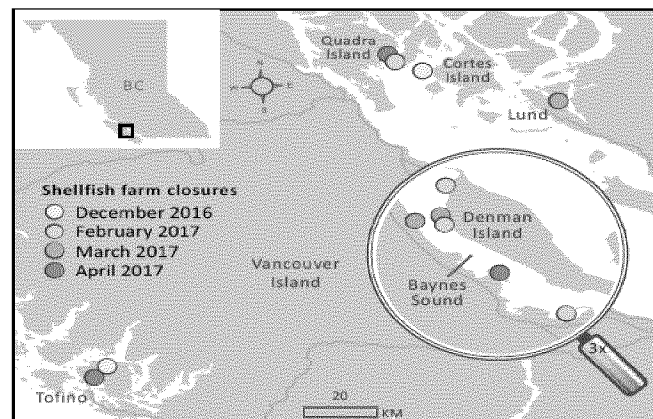 BC
N
S
Quadra
Island
Cortes
Island
Lund
Shellfish farm closures
December 2016
February 2017
March 2017
April 2017
Denman
Island
Vancouver
Island
Baynes
Sound
3x
Tofino
20
KM